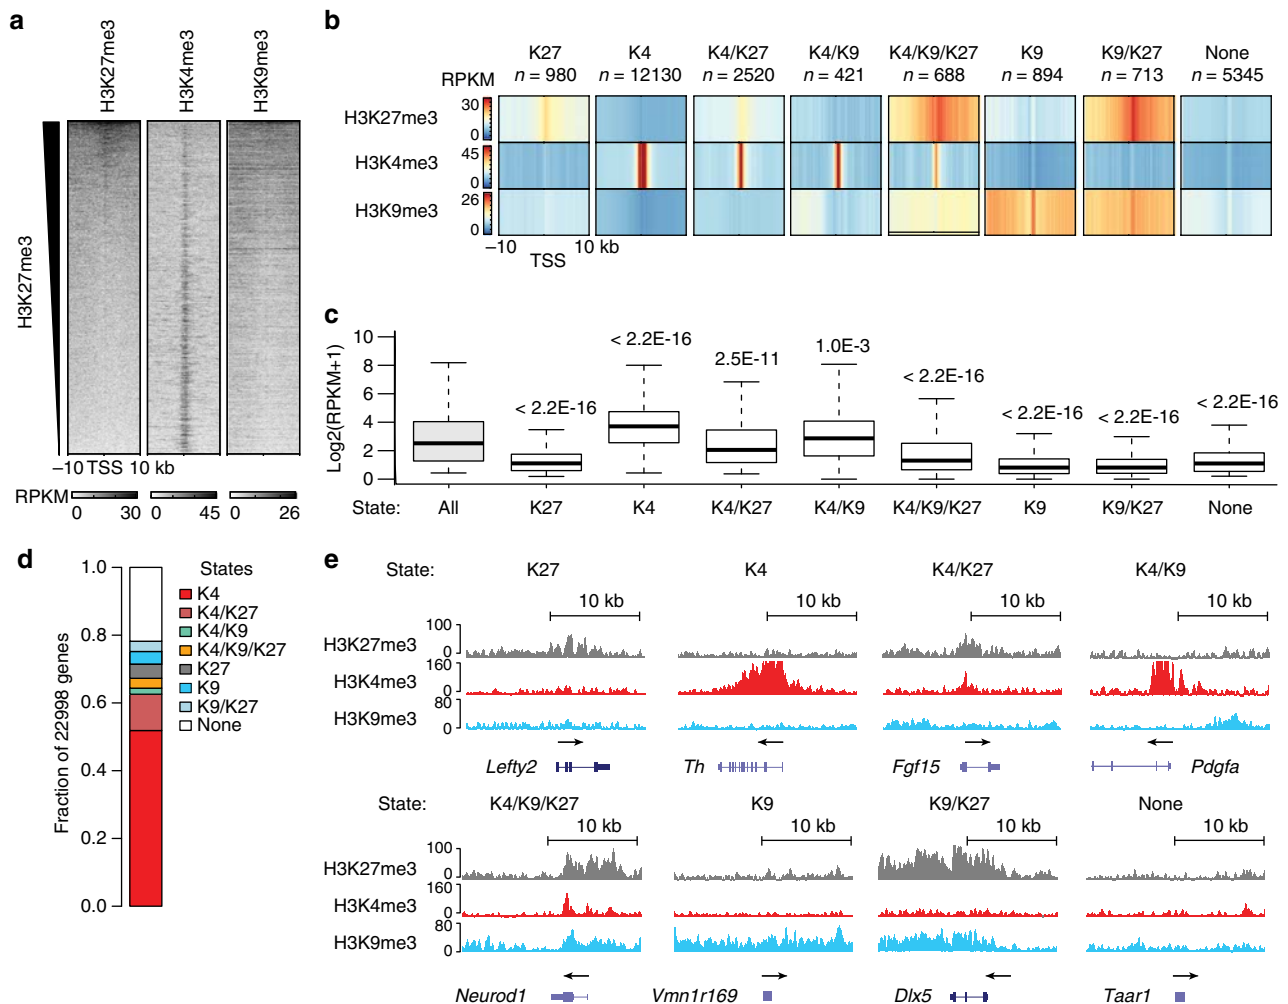 a
H3K27me3
H3K4me3
H3K9me3
H3K27me3
−10 TSS 10 kb
RPKM
0 30 0 45 0 26
b
K27 K4 K4/K27 K4/K9 K4/K9/K27 K9 K9/K27 None
RPKM n = 980 n = 12130 n = 2520 n = 421 n = 688 n = 894 n = 713 n = 5345
H3K27me3 30 0
H3K4me3 45 0
H3K9me3 26 0
−10 10 kb
TSS
c
Log2(RPKM+1)
10
8
6
4
2
0
< 2.2E-16
< 2.2E-16
2.5E-11
1.0E-3
< 2.2E-16
< 2.2E-16
< 2.2E-16
< 2.2E-16
State: All K27 K4 K4/K27 K4/K9 K4/K9/K27 K9 K9/K27 None
d
Fraction of 22998 genes
1.0
0.8
0.6
0.4
0.2
0.0
States
K4
K4/K27
K4/K9
K4/K9/K27
K27
K9
K9/K27
None
e
State: K27 K4 K4/K27 K4/K9
10 kb 10 kb 10 kb 10 kb
H3K27me3 100 0
H3K4me3 160 0
H3K9me3 80 0
Lefty2 Th Fgf15 Pdgfa
State: K4/K9/K27 K9 K9/K27 None
10 kb 10 kb 10 kb 10 kb
H3K27me3 100 0
H3K4me3 160 0
H3K9me3 80 0
Neurod1 Vmn1r169 Dlx5 Taar1